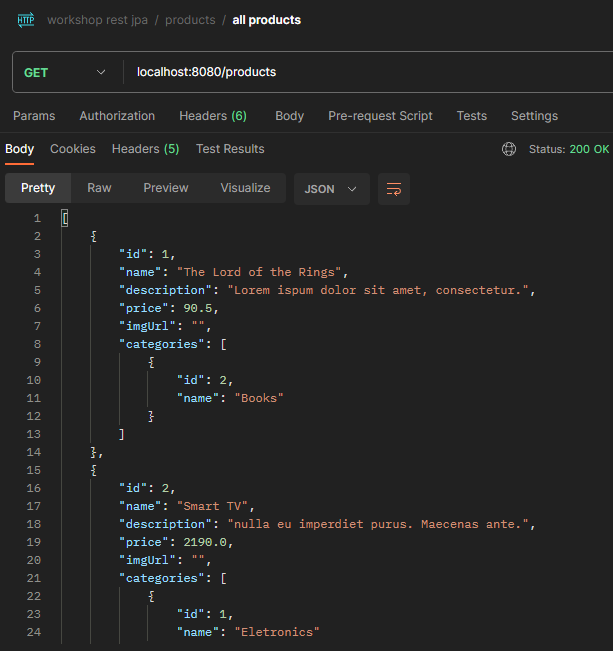 HTTP workshop rest jpa / products / all products
GET localhost:8080/products
Params Authorization Headers (6) Body Pre-request Script Tests Settings
Body Cookies Headers (5) Test Results Status: 200 OK
Pretty Raw Preview Visualize JSON
1 [
2 {
3 "id": 1,
4 "name": "The Lord of the Rings",
5 "description": "Lorem ispum dolor sit amet, consectetur.",
6 "price": 90.5,
7 "imgUrl": "",
8 "categories": [
9 {
10 "id": 2,
11 "name": "Books"
12 }
13 ]
14 },
15 {
16 "id": 2,
17 "name": "Smart TV",
18 "description": "nulla eu imperdiet purus. Maecenas ante.",
19 "price": 2190.0,
20 "imgUrl": "",
21 "categories": [
22 {
23 "id": 1,
24 "name": "Eletronics"